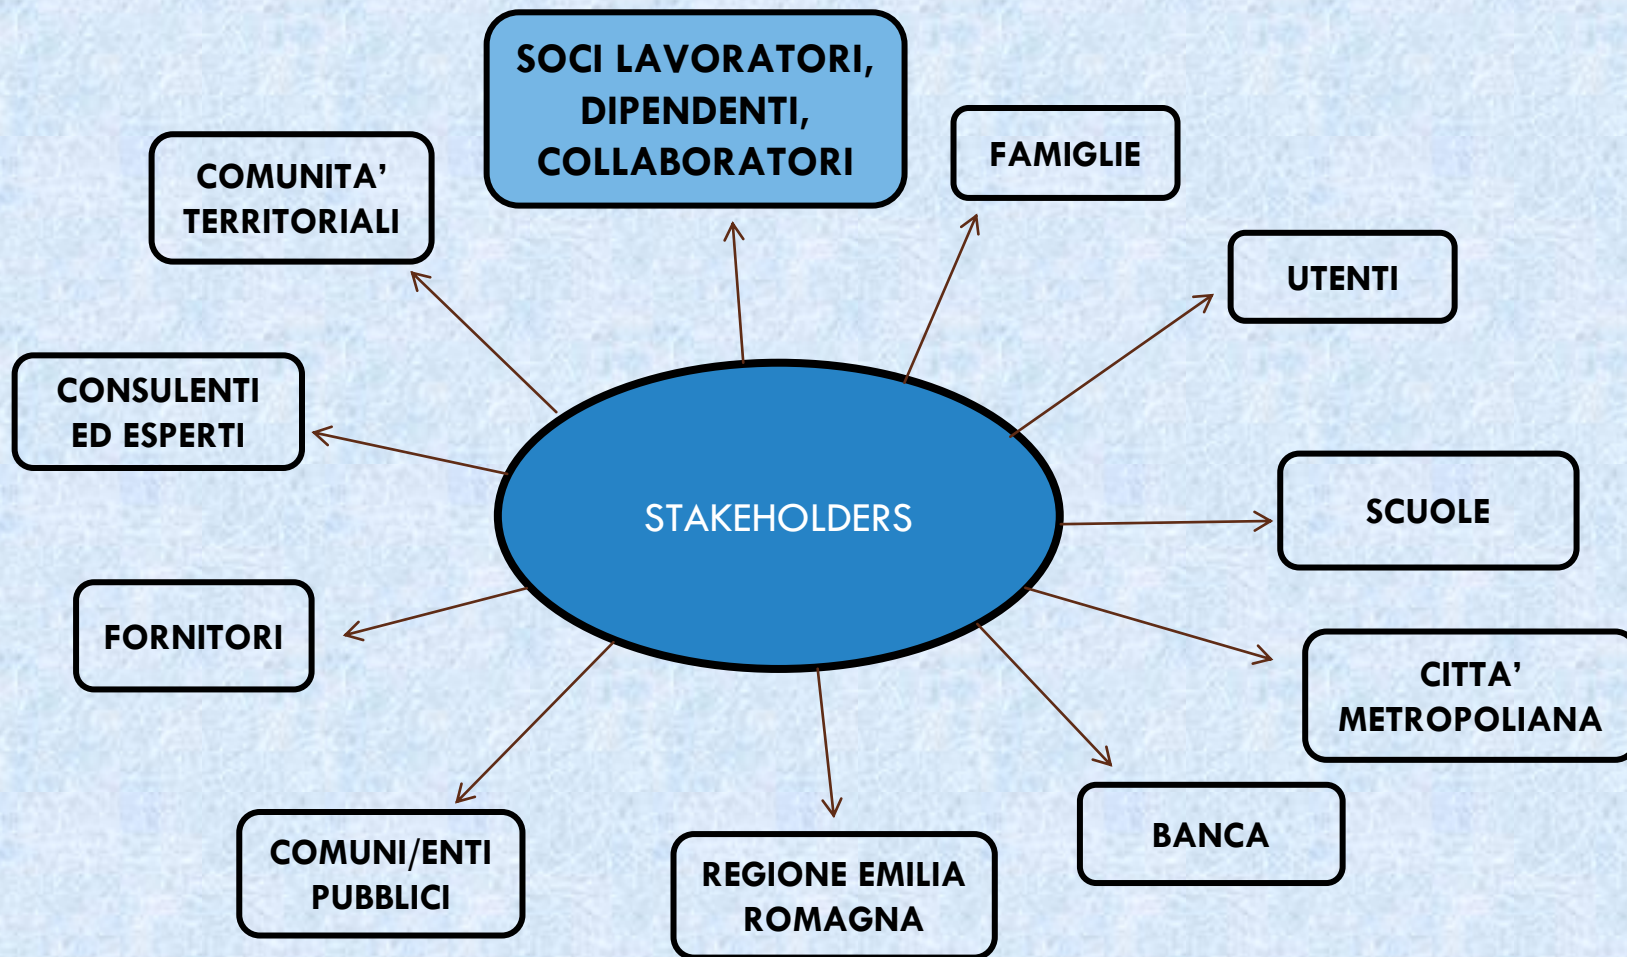 SOCI LAVORATORI,
DIPENDENTI,
COLLABORATORI
FAMIGLIE
COMUNITA’
TERRITORIALI
UTENTI
CONSULENTI
ED ESPERTI
STAKEHOLDERS
SCUOLE
FORNITORI
CITTA’
METROPOLIANA
BANCA
COMUNI/ENTI
PUBBLICI
REGIONE EMILIA
ROMAGNA